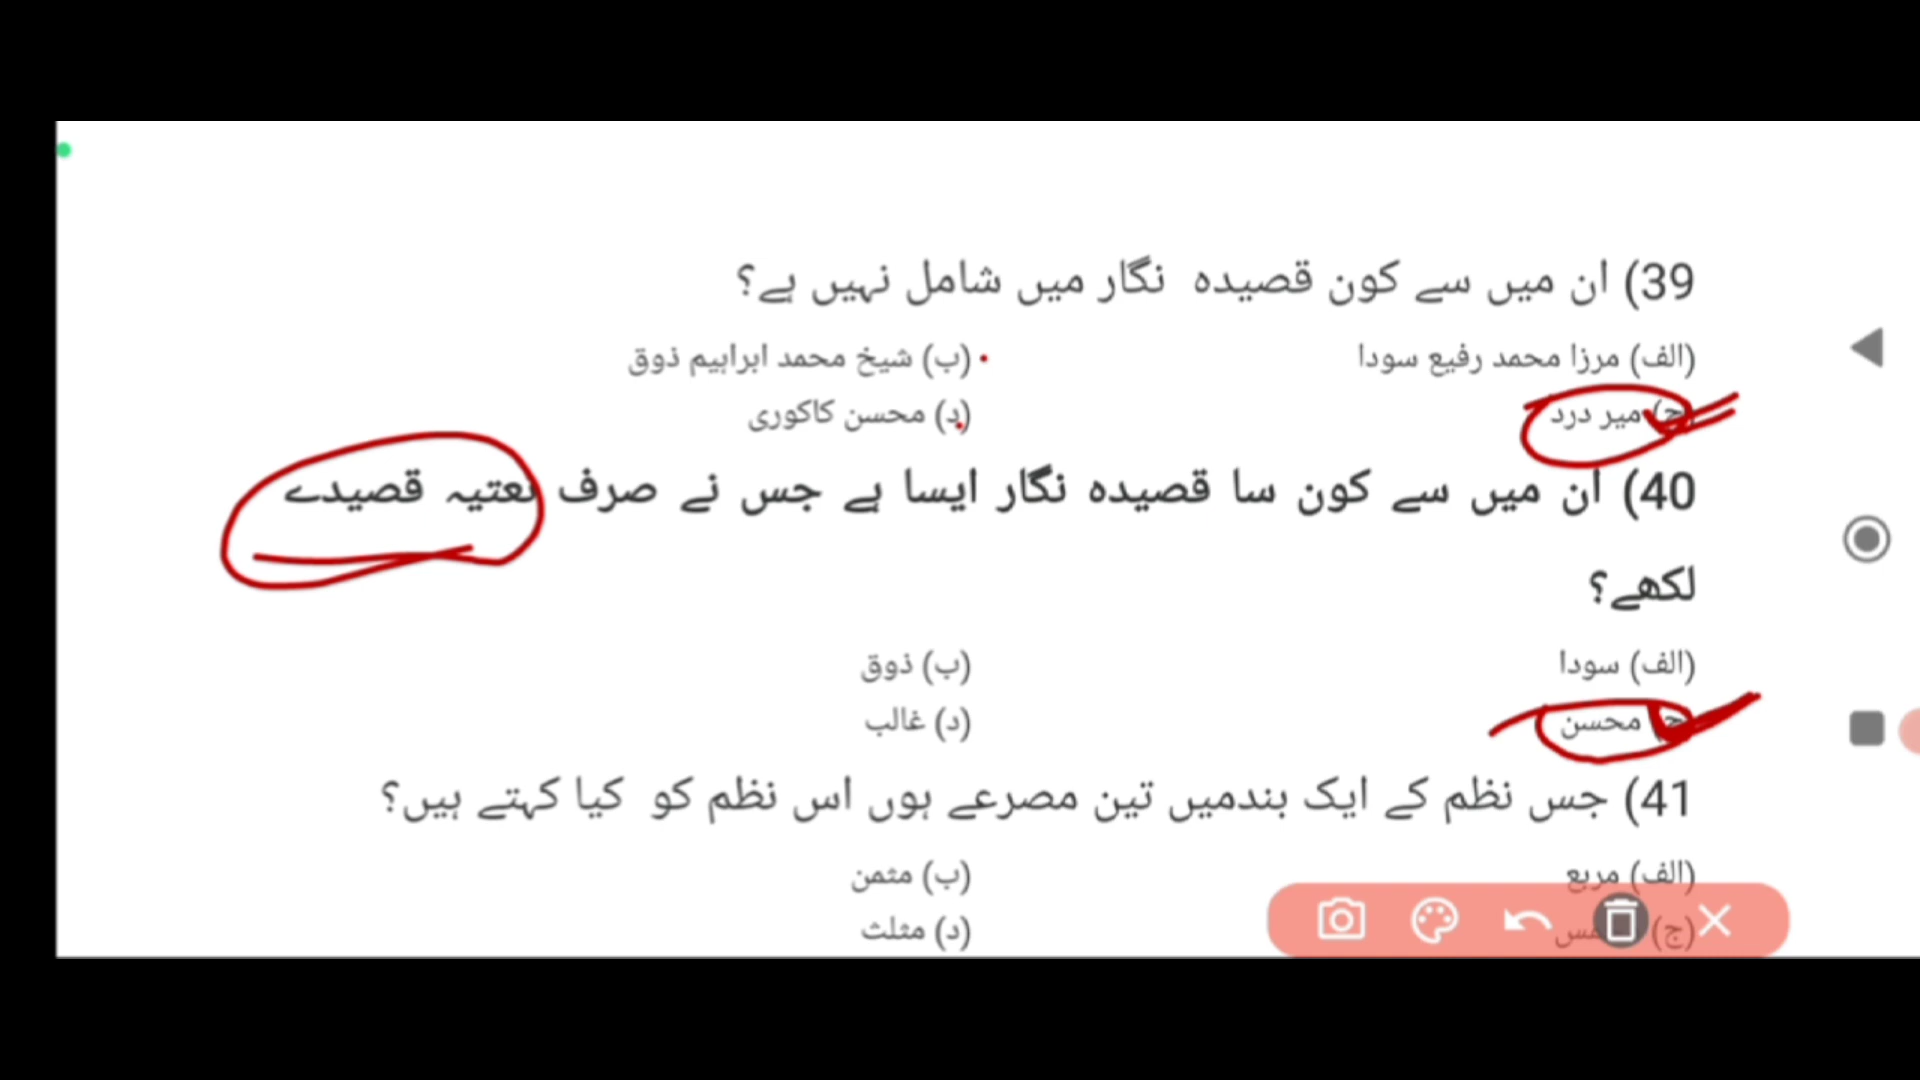 39) ان میں سے کون قصیدہ نگار میں شامل نہیں ہے؟
(الف) مرزا محمد رفیع سودا (ب) شیخ محمد ابراہیم ذوق
(ج) میر درد (د) محسن کاکوری
40) ان میں سے کون سا قصیدہ نگار ایسا ہے جس نے صرف نعتیہ قصیدے
لکھے؟
(الف) سودا (ب) ذوق
(ج) محسن (د) غالب
41) جس نظم کے ایک بندمیں تین مصرعے ہوں اس نظم کو کیا کہتے ہیں؟
(الف) مربع (ب) مثمن
(ج) (د) مثلث